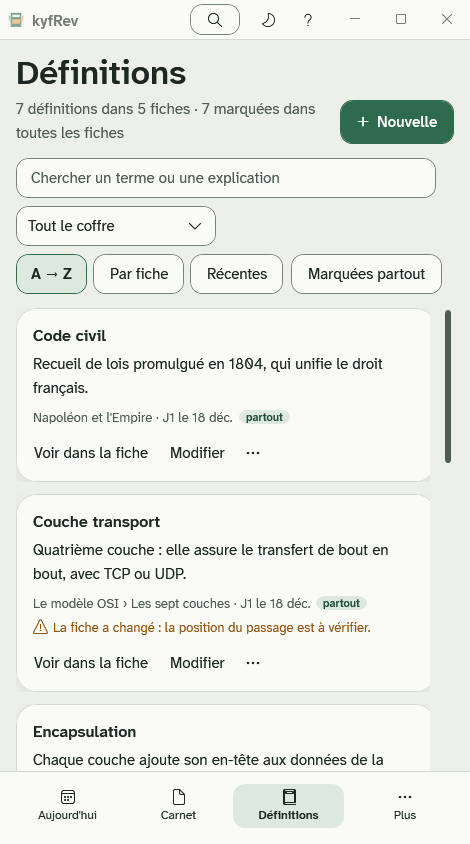 kyfRev
?
Définitions
7 définitions dans 5 fiches · 7 marquées dans
toutes les fiches
+ Nouvelle
Chercher un terme ou une explication
Tout le coffre
A → Z
Par fiche
Récentes
Marquées partout
Code civil
Recueil de lois promulgué en 1804, qui unifie le droit
français.
Napoléon et l'Empire · J1 le 18 déc. partout
Voir dans la fiche Modifier ···
Couche transport
Quatrième couche : elle assure le transfert de bout en
bout, avec TCP ou UDP.
Le modèle OSI › Les sept couches · J1 le 18 déc. partout
La fiche a changé : la position du passage est à vérifier.
Voir dans la fiche Modifier ···
Encapsulation
Chaque couche ajoute son en-tête aux données de la
Aujourd'hui
Carnet
Définitions
Plus